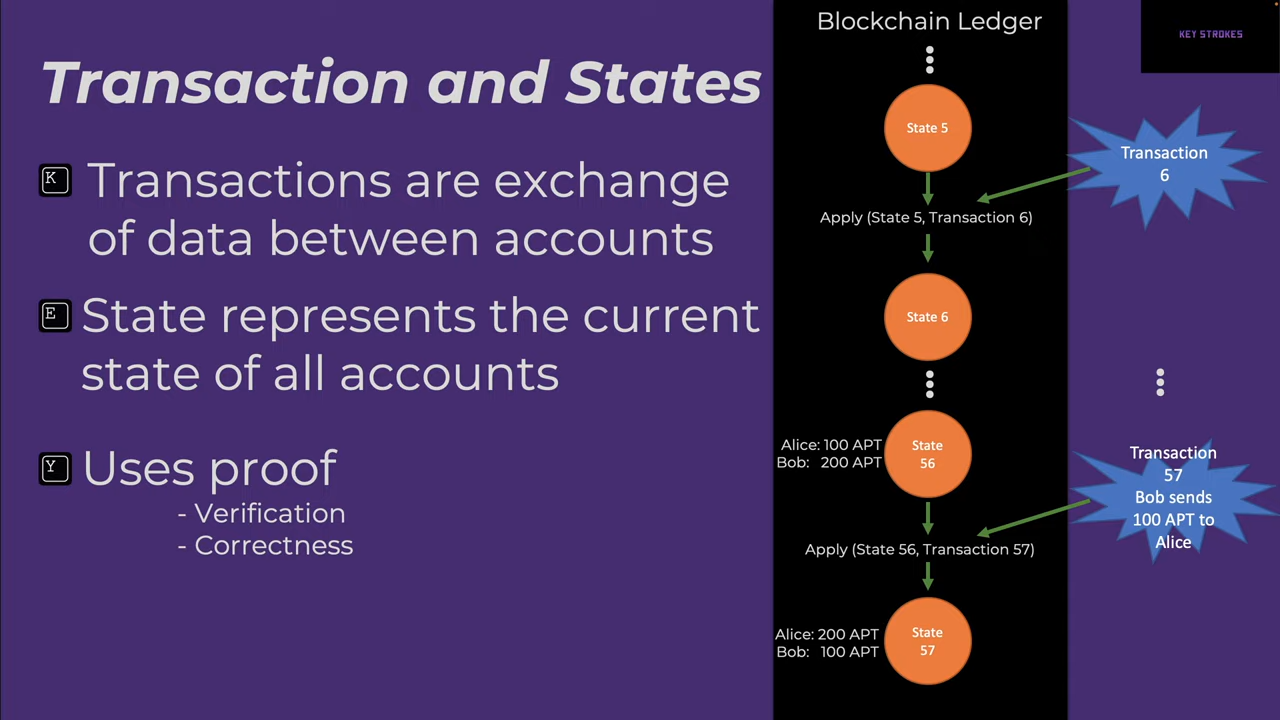 Transaction and States
K
Transactions are exchange
of data between accounts
E
State represents the current
state of all accounts
Y
Uses proof
- Verification
- Correctness
Blockchain Ledger
State 5
Apply (State 5, Transaction 6)
State 6
Alice: 100 APT
Bob: 200 APT
State
56
Apply (State 56, Transaction 57)
Alice: 200 APT
Bob: 100 APT
State
57
KEY STROKES
Transaction
6
Transaction
57
Bob sends
100 APT to
Alice